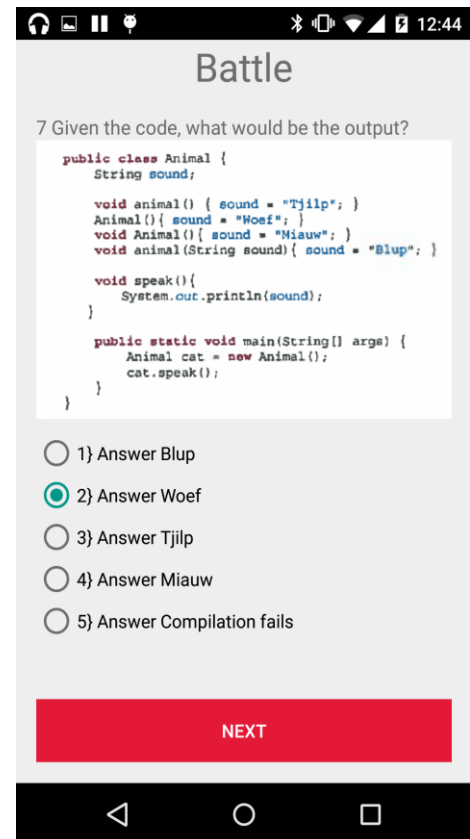 12:44
Battle
7 Given the code, what would be the output?
public class Animal {
String sound;
void animal() { sound = "Tjilp"; }
Animal(){ sound = "Woef"; }
void Animal(){ sound = "Miauw"; }
void animal(String sound){ sound = "Blup"; }
void speak(){
System.out.println(sound);
}
public static void main(String[] args) {
Animal cat = new Animal();
cat.speak();
}
}
1} Answer Blup
2} Answer Woef
3} Answer Tjilp
4} Answer Miauw
5} Answer Compilation fails
NEXT